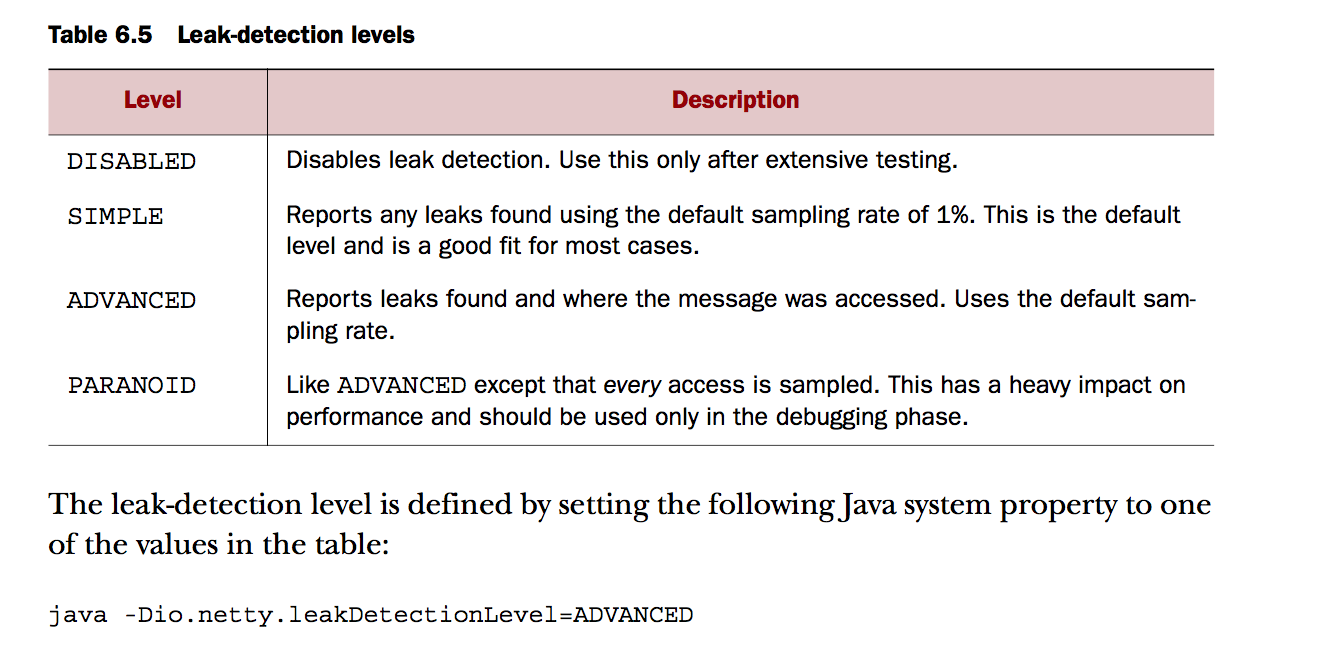 Table 6.5 Leak-detection levels
Level Description
DISABLED Disables leak detection. Use this only after extensive testing.
SIMPLE Reports any leaks found using the default sampling rate of 1%. This is the default
level and is a good fit for most cases.
ADVANCED Reports leaks found and where the message was accessed. Uses the default sam-
pling rate.
PARANOID Like ADVANCED except that every access is sampled. This has a heavy impact on
performance and should be used only in the debugging phase.
The leak-detection level is defined by setting the following Java system property to one
of the values in the table:
java -Dio.netty.leakDetectionLevel=ADVANCED